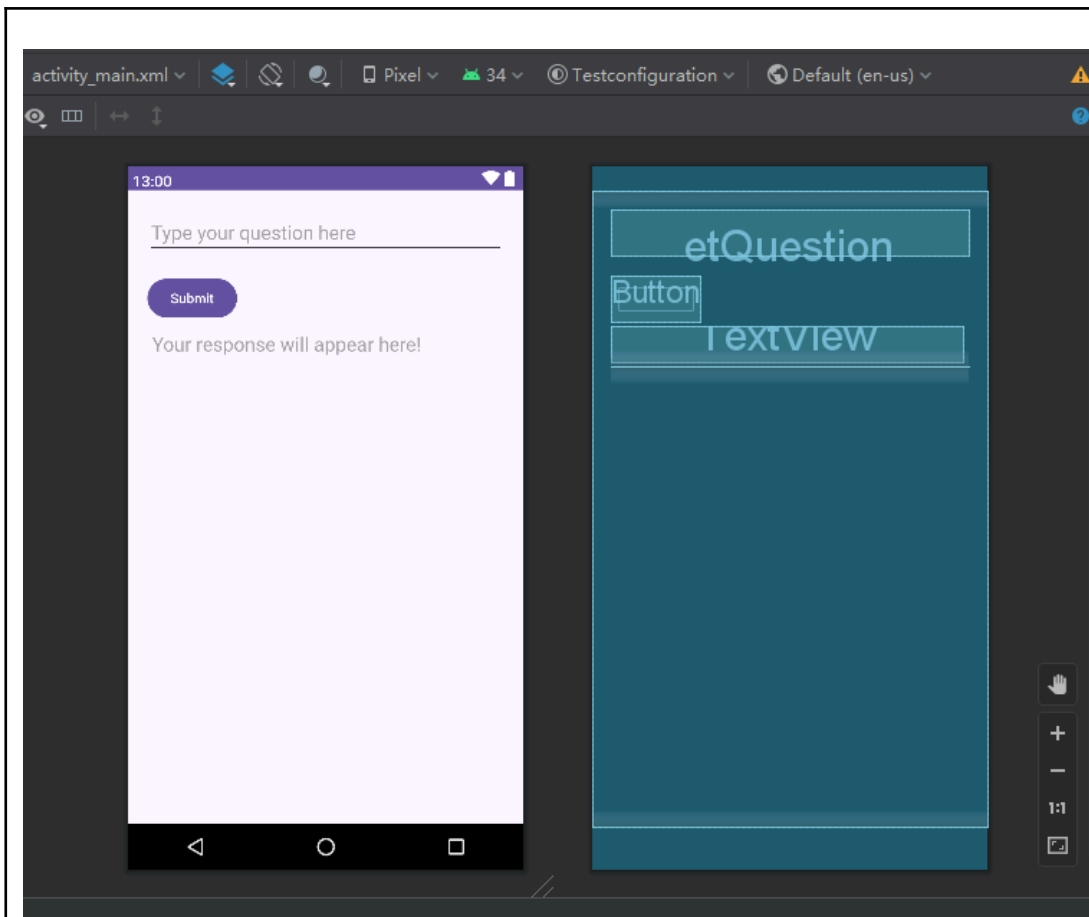 activity_main.xml Pixel 34 Testconfiguration Default (en-us)
13:00
Type your question here
Submit
Your response will appear here!
etQuestion
Button
TextView
1:1